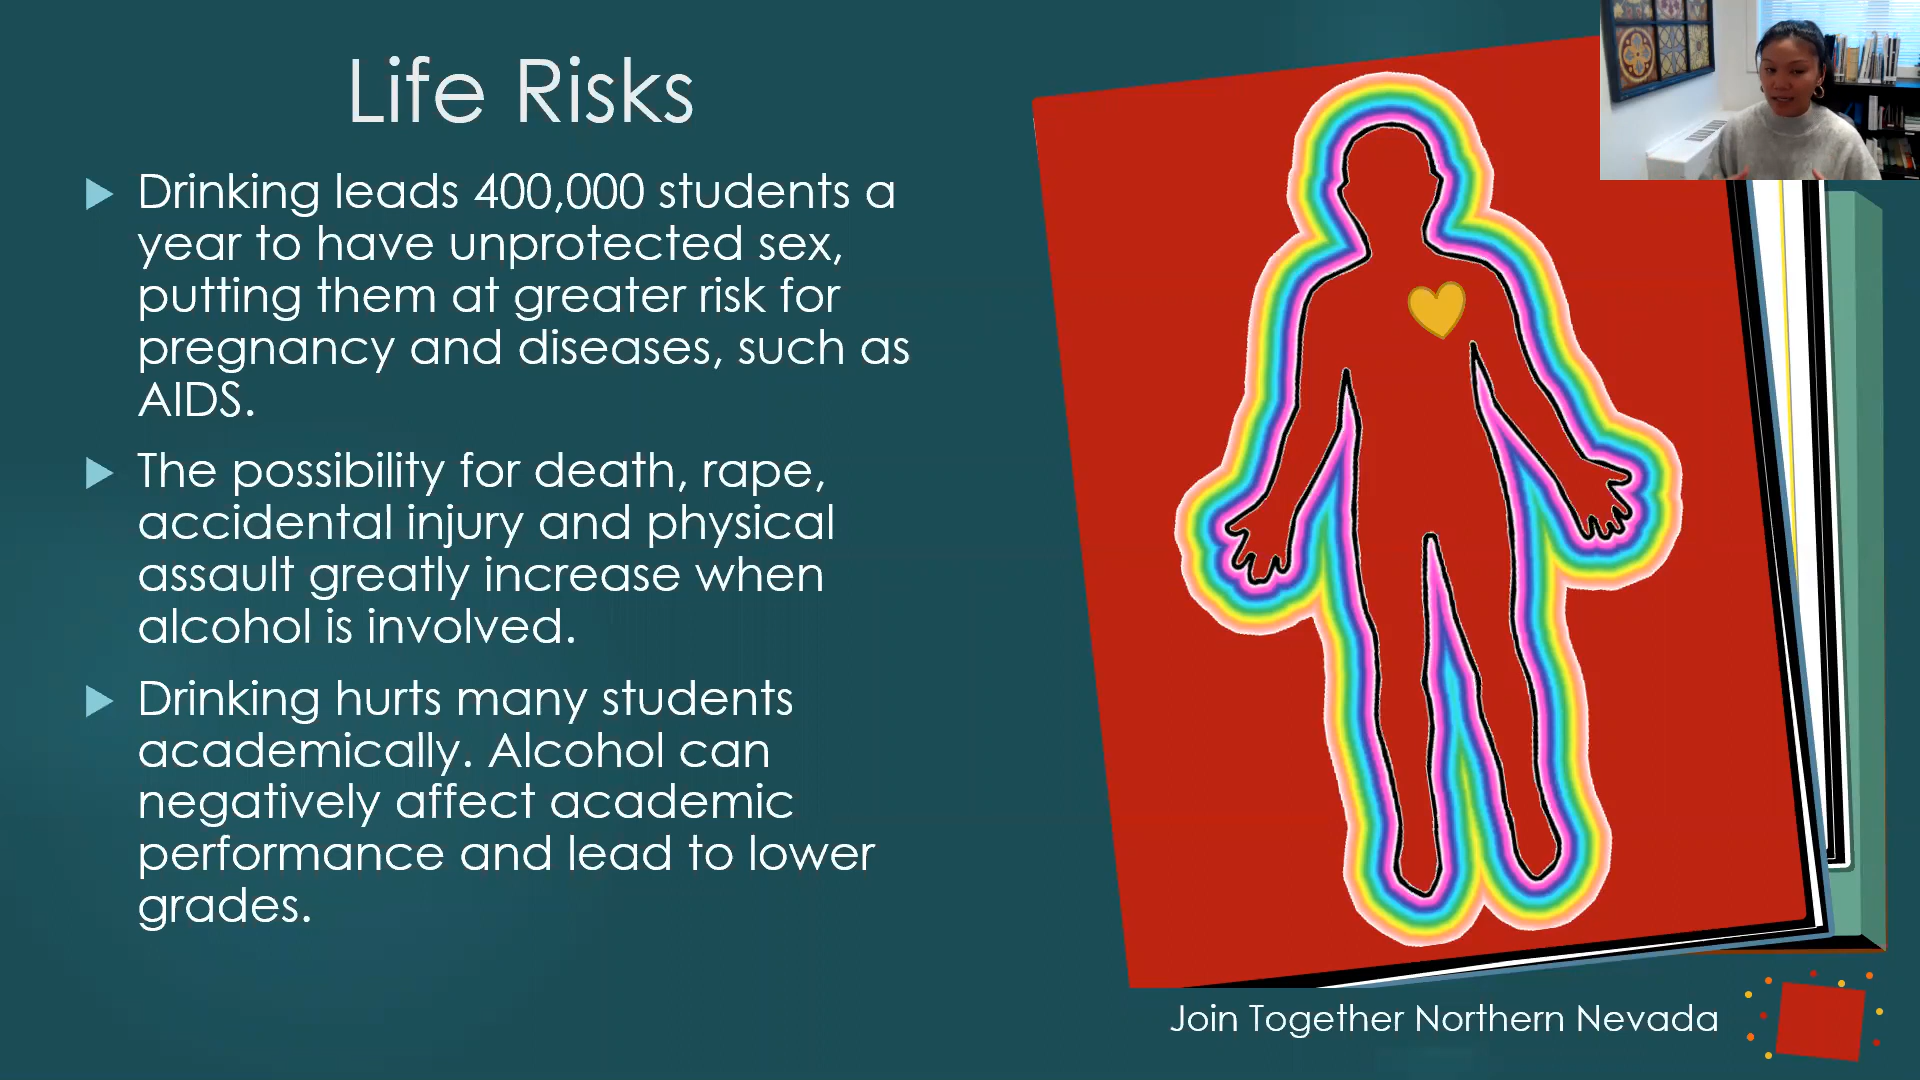 Life Risks
Drinking leads 400,000 students a
year to have unprotected sex,
putting them at greater risk for
pregnancy and diseases, such as
AIDS.
The possibility for death, rape,
accidental injury and physical
assault greatly increase when
alcohol is involved.
Drinking hurts many students
academically. Alcohol can
negatively affect academic
performance and lead to lower
grades.
Join Together Northern Nevada